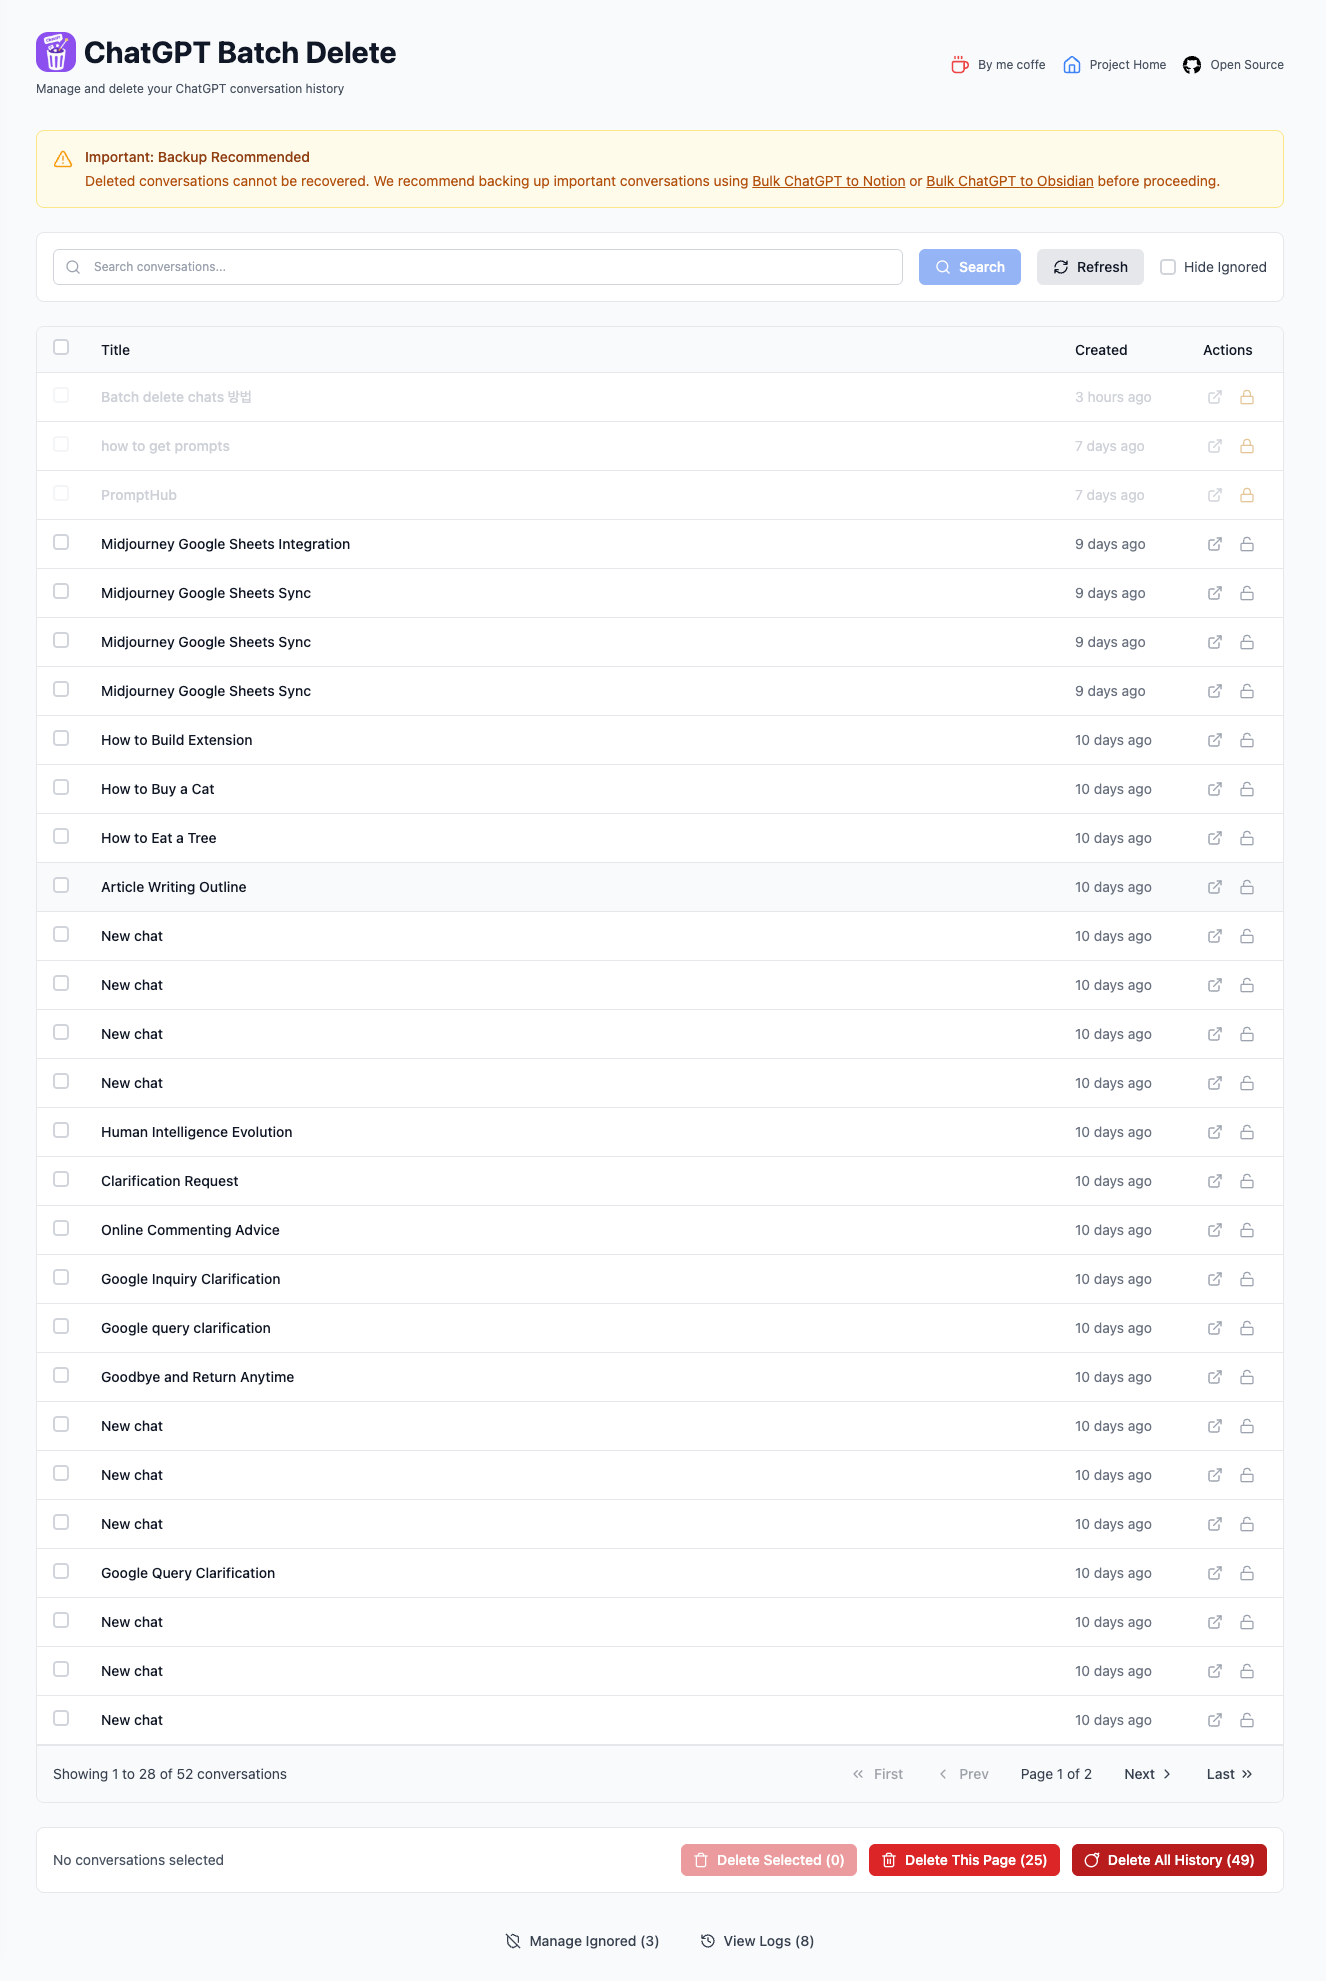 ChatGPT Batch Delete
Manage and delete your ChatGPT conversation history
By me coffe
Project Home
Open Source
Important: Backup Recommended
Deleted conversations cannot be recovered. We recommend backing up important conversations using Bulk ChatGPT to Notion or Bulk ChatGPT to Obsidian before proceeding.
Search conversations...
Search
Refresh
Hide Ignored
Title Created Actions
Batch delete chats 방법 3 hours ago
how to get prompts 7 days ago
PromptHub 7 days ago
Midjourney Google Sheets Integration 9 days ago
Midjourney Google Sheets Sync 9 days ago
Midjourney Google Sheets Sync 9 days ago
Midjourney Google Sheets Sync 9 days ago
How to Build Extension 10 days ago
How to Buy a Cat 10 days ago
How to Eat a Tree 10 days ago
Article Writing Outline 10 days ago
New chat 10 days ago
New chat 10 days ago
New chat 10 days ago
New chat 10 days ago
Human Intelligence Evolution 10 days ago
Clarification Request 10 days ago
Online Commenting Advice 10 days ago
Google Inquiry Clarification 10 days ago
Google query clarification 10 days ago
Goodbye and Return Anytime 10 days ago
New chat 10 days ago
New chat 10 days ago
New chat 10 days ago
Google Query Clarification 10 days ago
New chat 10 days ago
New chat 10 days ago
New chat 10 days ago
Showing 1 to 28 of 52 conversations
First Prev Page 1 of 2 Next Last
No conversations selected
Delete Selected (0)
Delete This Page (25)
Delete All History (49)
Manage Ignored (3)
View Logs (8)